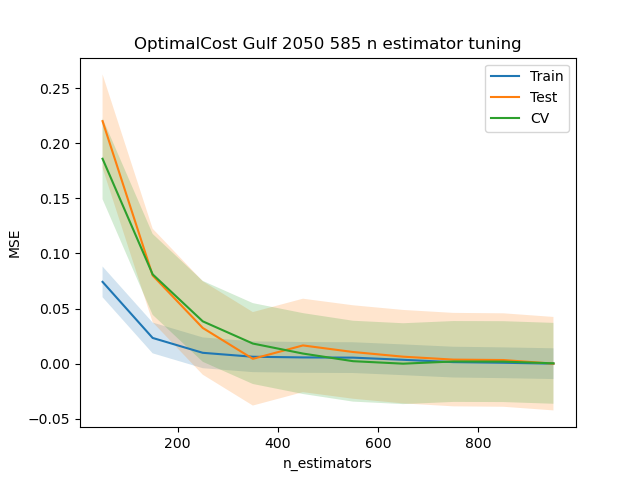 OptimalCost Gulf 2050 585 n estimator tuning
Train
Test
CV
0.25
0.20
0.15
0.10
0.05
0.00
−0.05
MSE
200 400 600 800
n_estimators